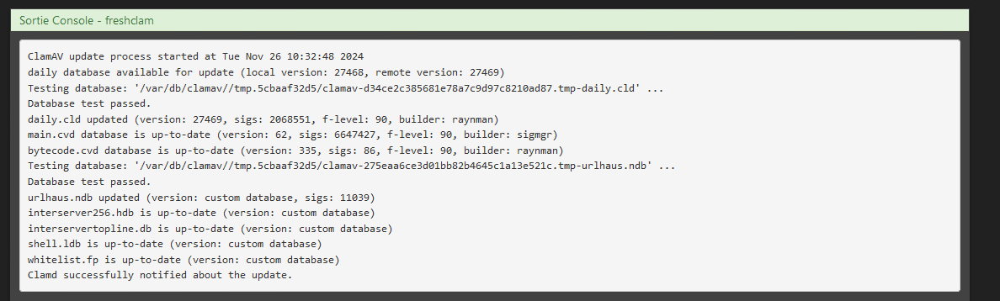 Sortie Console - freshclam
ClamAV update process started at Tue Nov 26 10:32:48 2024
daily database available for update (local version: 27468, remote version: 27469)
Testing database: '/var/db/clamav//tmp.5cbaaf32d5/clamav-d34ce2c385681e78a7c9d97c8210ad87.tmp-daily.cld' ...
Database test passed.
daily.cld updated (version: 27469, sigs: 2068551, f-level: 90, builder: raynman)
main.cvd database is up-to-date (version: 62, sigs: 6647427, f-level: 90, builder: sigmgr)
bytecode.cvd database is up-to-date (version: 335, sigs: 86, f-level: 90, builder: raynman)
Testing database: '/var/db/clamav//tmp.5cbaaf32d5/clamav-275eaa6ce3d01bb82b4645c1a13e521c.tmp-urlhaus.ndb' ...
Database test passed.
urlhaus.ndb updated (version: custom database, sigs: 11039)
interserver256.hdb is up-to-date (version: custom database)
interservertopline.db is up-to-date (version: custom database)
shell.ldb is up-to-date (version: custom database)
whitelist.fp is up-to-date (version: custom database)
Clamd successfully notified about the update.